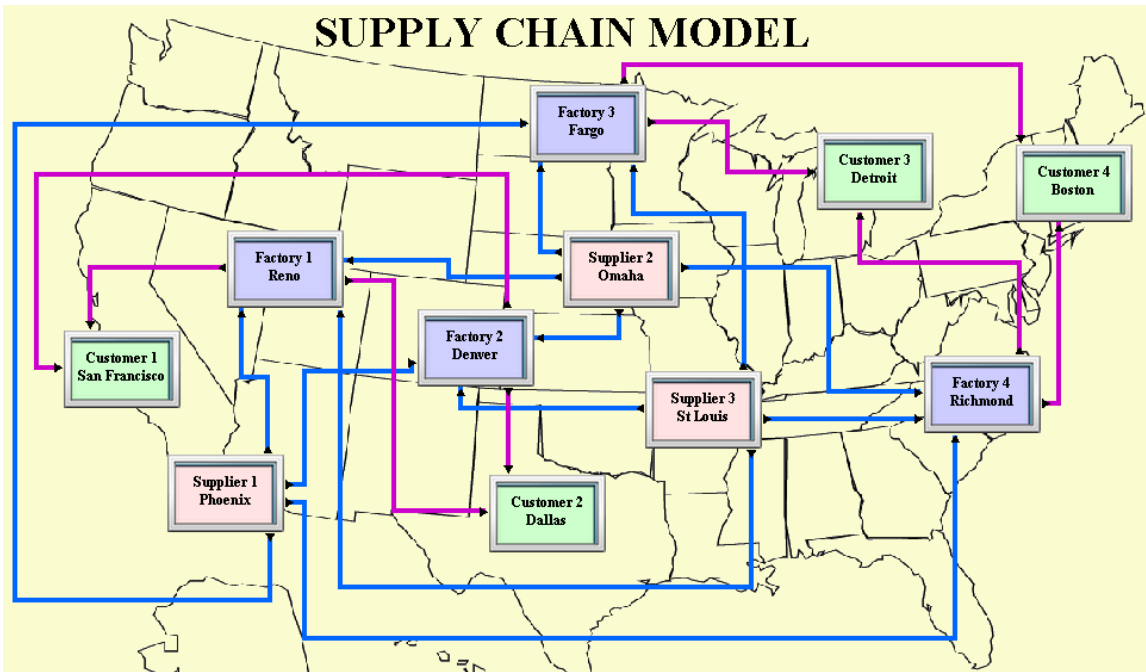 SUPPLY CHAIN MODEL
Factory 3
Fargo
Customer 3
Detroit
Customer 4
Boston
Factory 1
Reno
Supplier 2
Omaha
Factory 2
Denver
Customer 1
San Francisco
Factory 4
Richmond
Supplier 3
St Louis
Supplier 1
Phoenix
Customer 2
Dallas